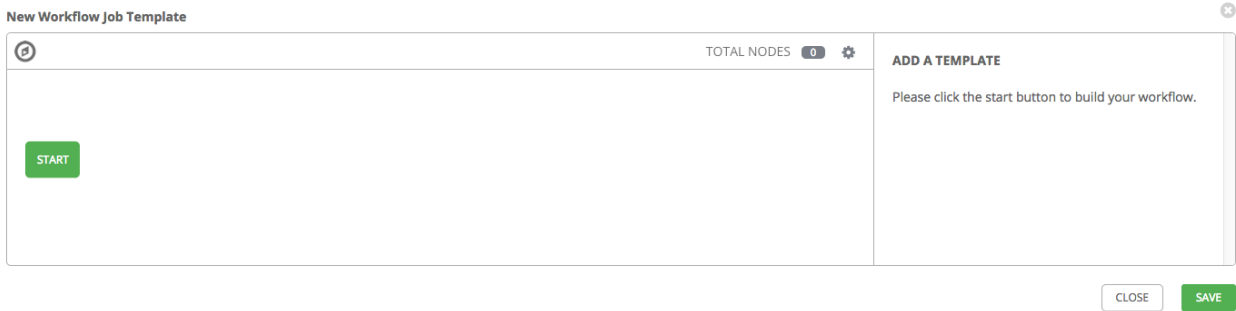 New Workflow Job Template
TOTAL NODES 0
ADD A TEMPLATE
Please click the start button to build your workflow.
START
CLOSE
SAVE